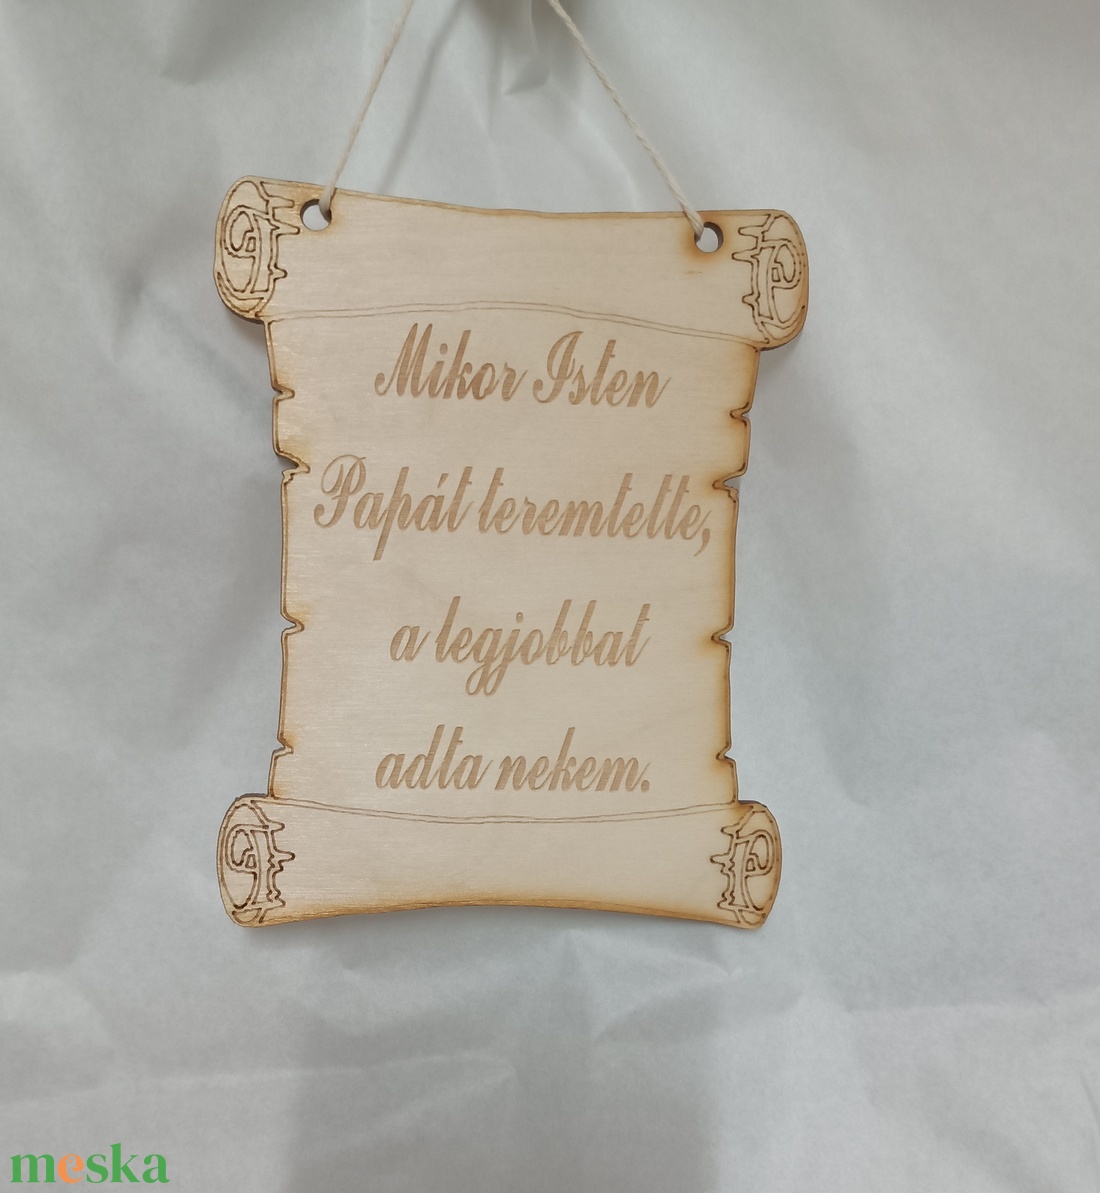 Mikor Isten
Papát teremtette,
a legjobbat
adta nekem.
meska